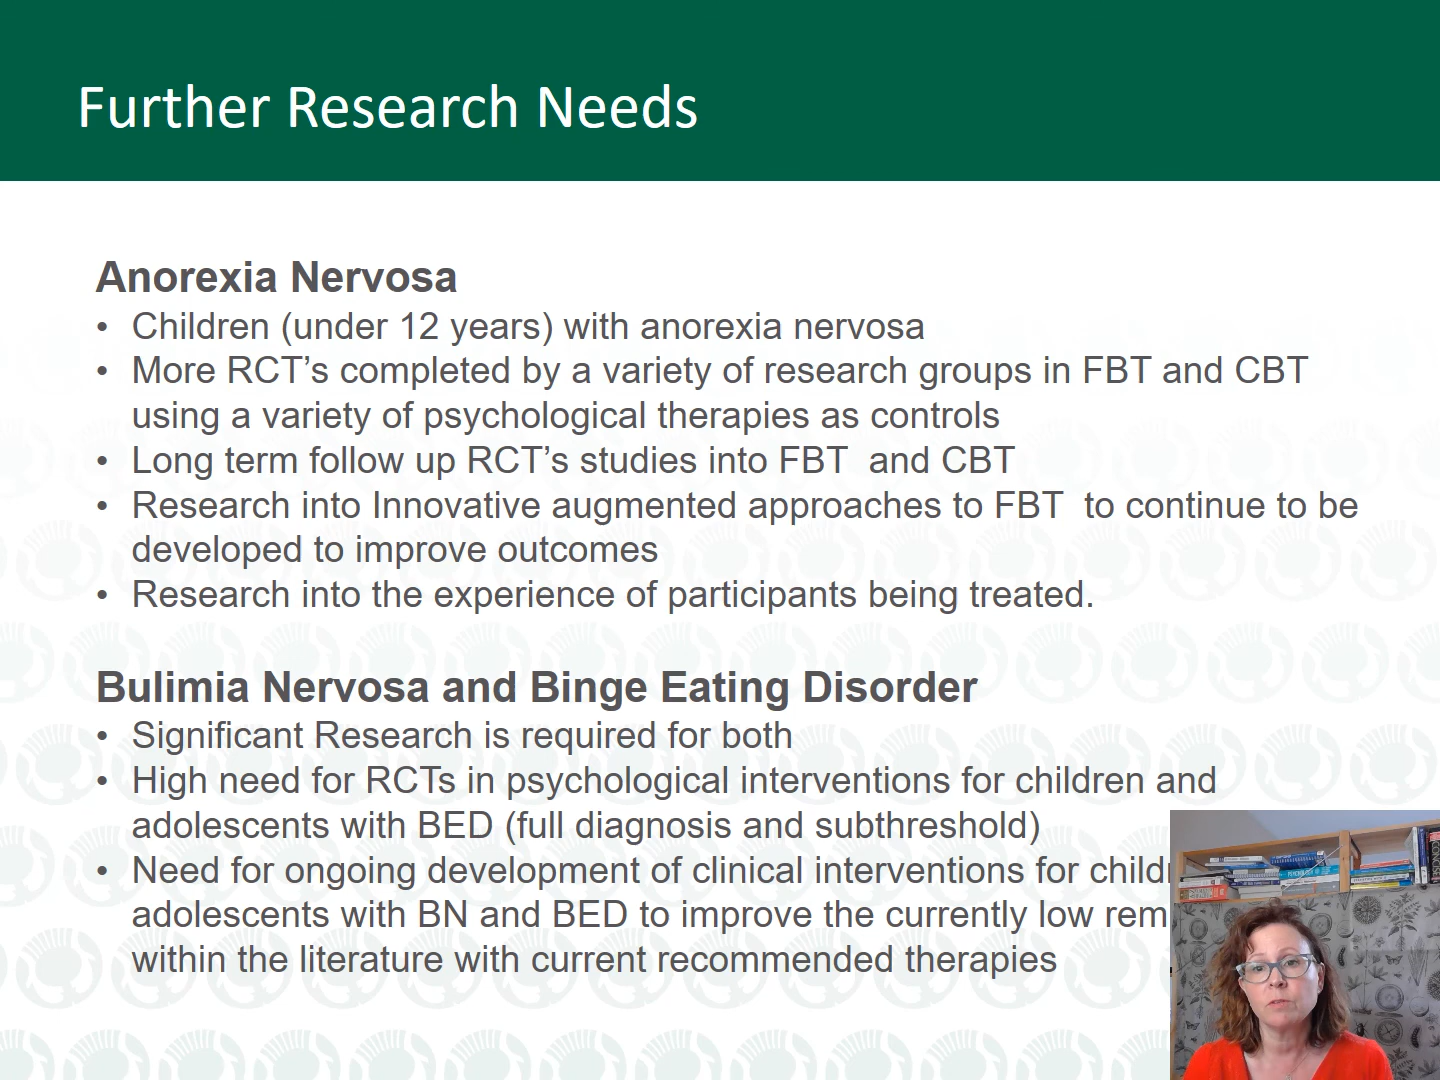 Further Research Needs
Anorexia Nervosa
• Children (under 12 years) with anorexia nervosa
• More RCT’s completed by a variety of research groups in FBT and CBT
using a variety of psychological therapies as controls
• Long term follow up RCT’s studies into FBT  and CBT
• Research into Innovative augmented approaches to FBT  to continue to be
developed to improve outcomes
• Research into the experience of participants being treated.
Bulimia Nervosa and Binge Eating Disorder
• Significant Research is required for both
• High need for RCTs in psychological interventions for children and
adolescents with BED (full diagnosis and subthreshold)
• Need for ongoing development of clinical interventions for
adolescents with BN and BED to improve the currently low
within the literature with current recommended therapies